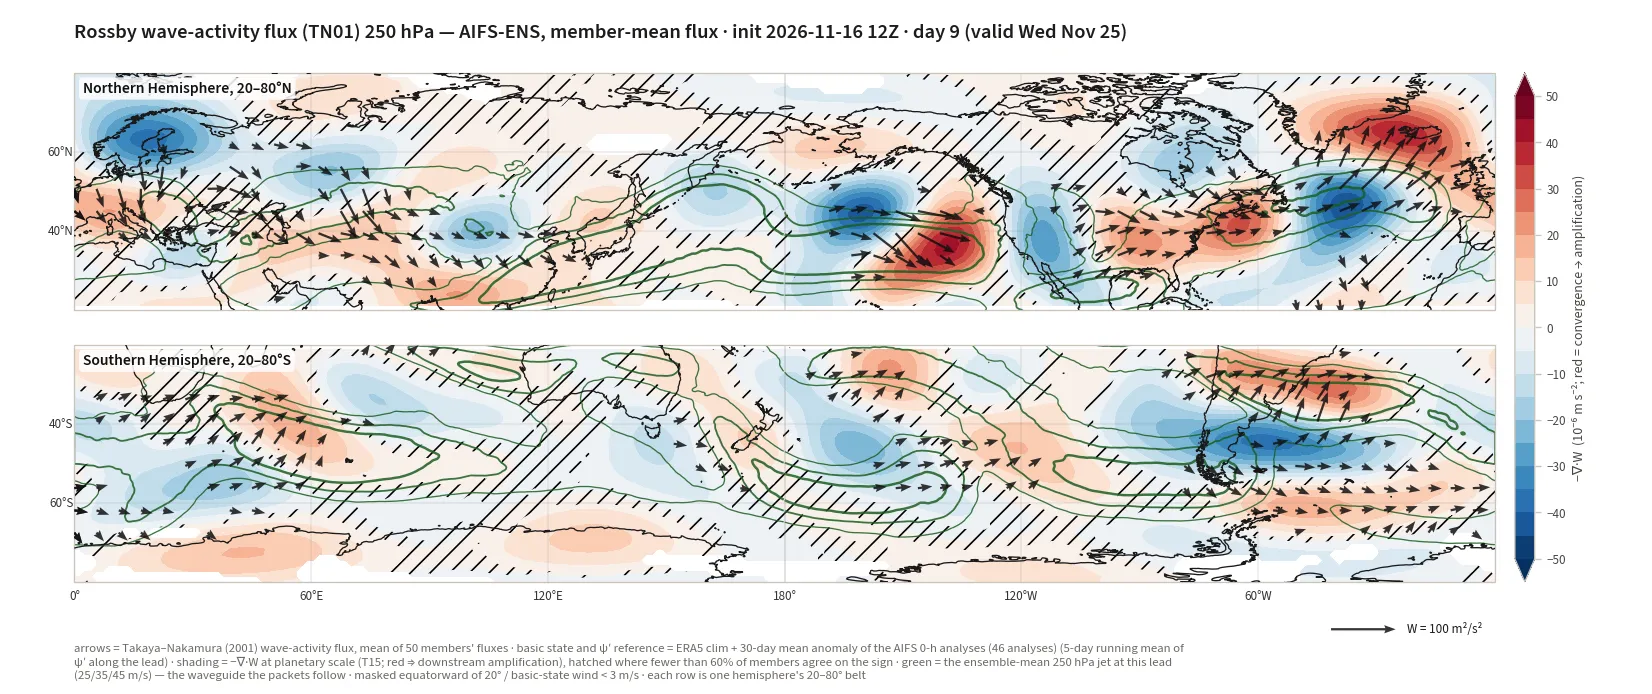 Rossby wave-activity flux (TN01) 250 hPa — AIFS-ENS, member-mean flux · init 2026-11-16 12Z · day 9 (valid Wed Nov 25)
Northern Hemisphere, 20–80°N
60°N
40°N
Southern Hemisphere, 20–80°S
40°S
60°S
0°
60°E
120°E
180°
120°W
60°W
50
40
30
20
10
0
−10
−20
−30
−40
−50
−∇·W (10⁻⁶ m s⁻²; red = convergence → amplification)
W = 100 m²/s²
arrows = Takaya–Nakamura (2001) wave-activity flux, mean of 50 members' fluxes · basic state and ψ' reference = ERA5 clim + 30-day mean anomaly of the AIFS 0-h analyses (46 analyses) (5-day running mean of
ψ' along the lead) · shading = −∇·W at planetary scale (T15; red ⇒ downstream amplification), hatched where fewer than 60% of members agree on the sign · green = the ensemble-mean 250 hPa jet at this lead
(25/35/45 m/s) — the waveguide the packets follow · masked equatorward of 20° / basic-state wind < 3 m/s · each row is one hemisphere's 20–80° belt